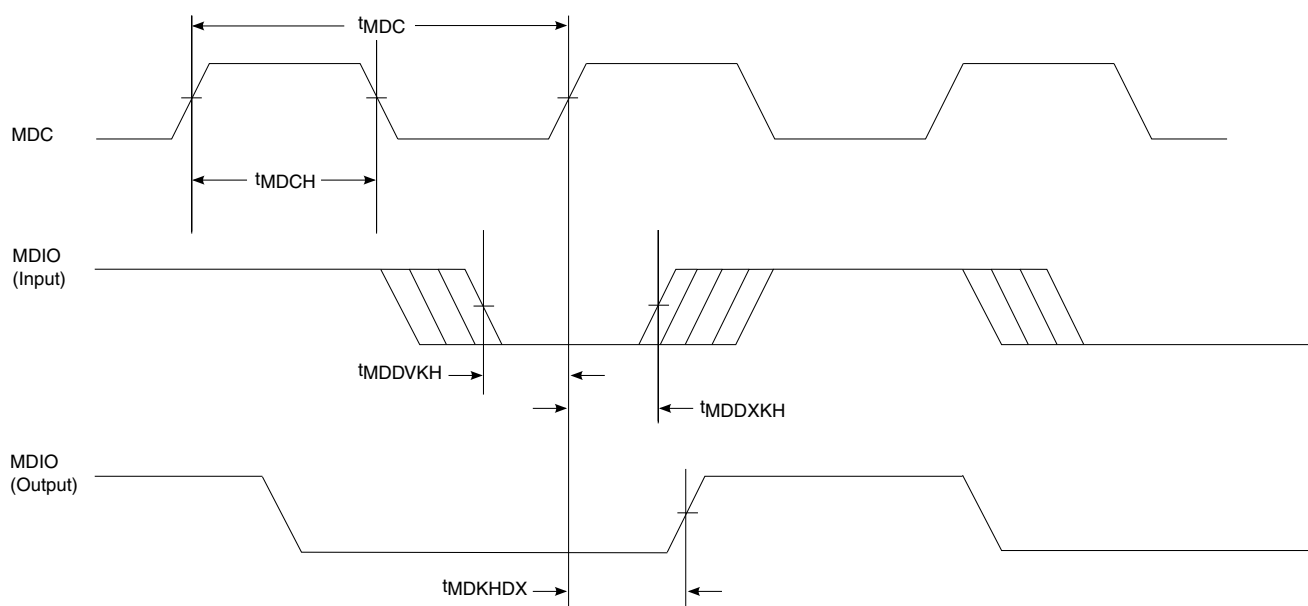 tMDC
MDC
tMDCH
MDIO
(Input)
tMDDVKH
tMDDXKH
MDIO
(Output)
tMDKHDX